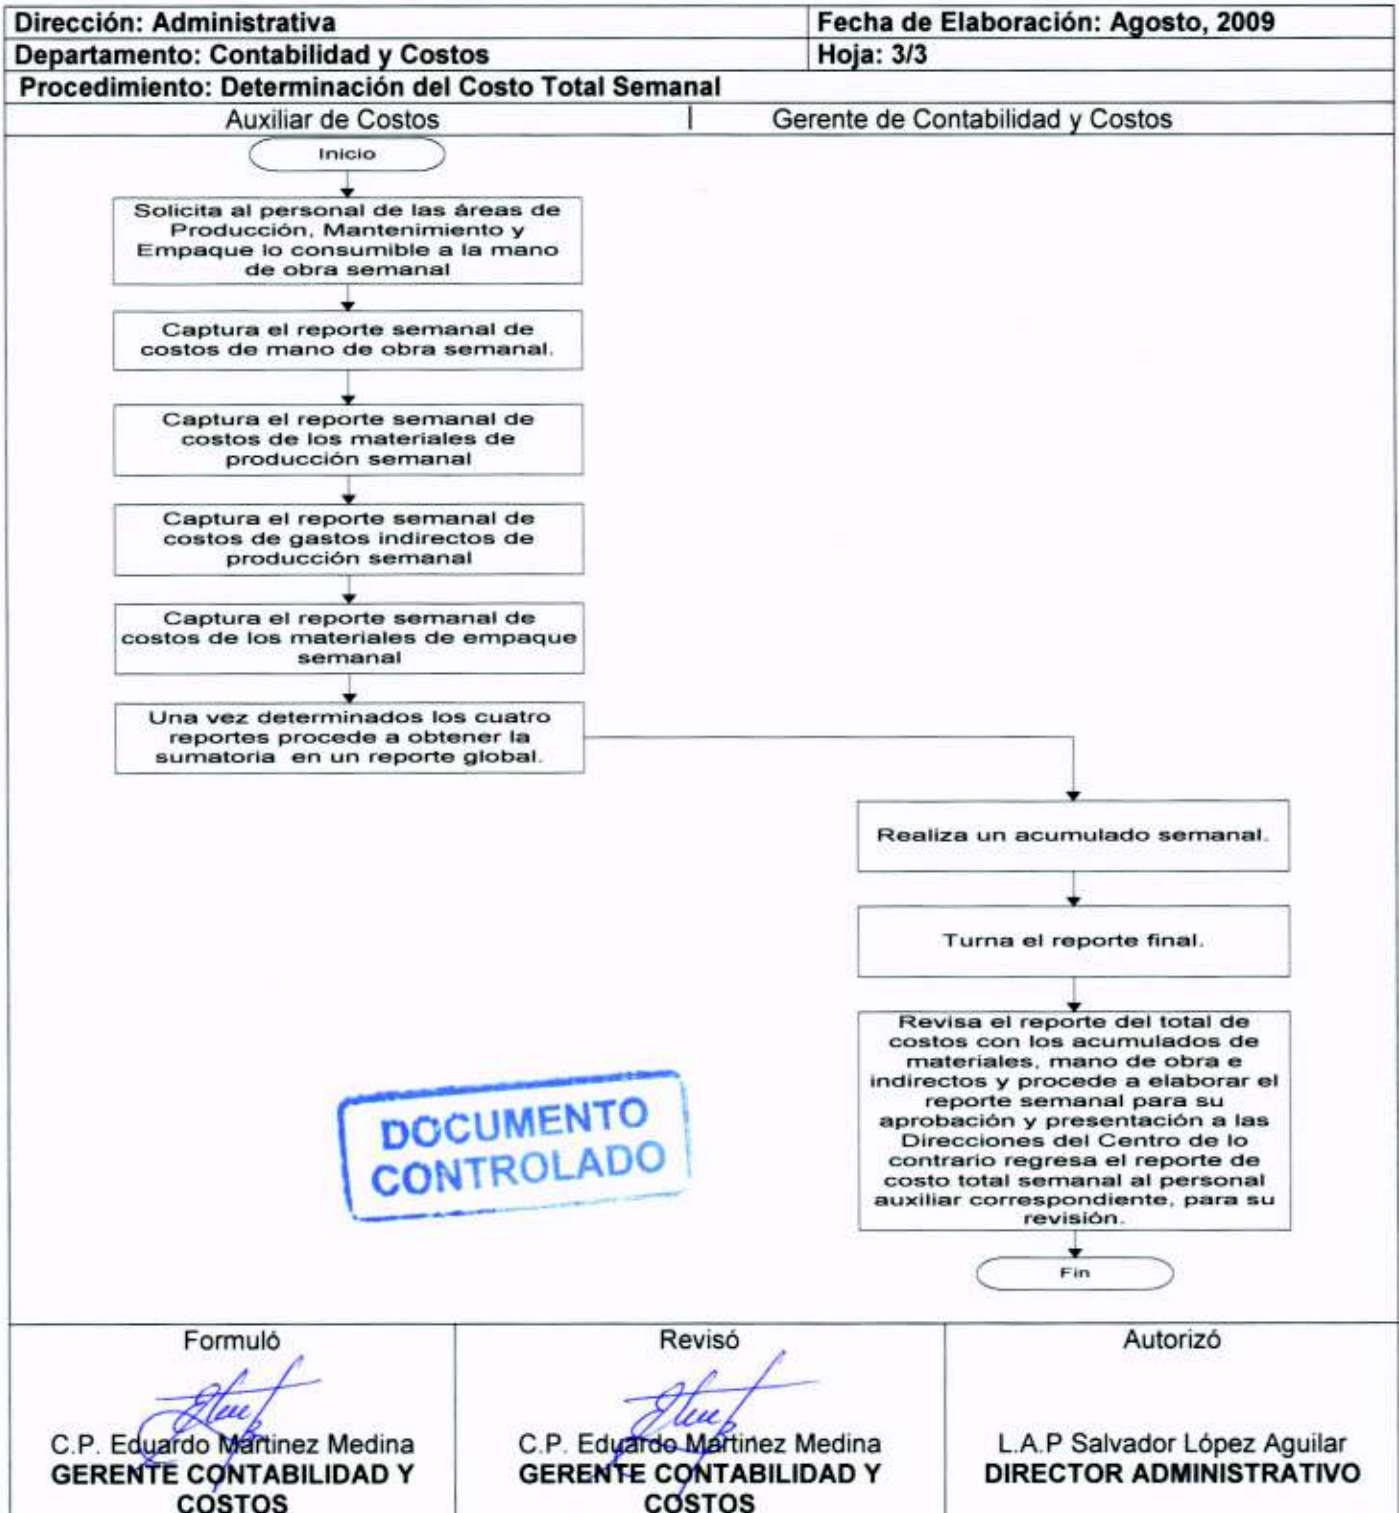 Dirección: Administrativa
Fecha de Elaboración: Agosto, 2009
Departamento: Contabilidad y Costos
Hoja: 3/3
Procedimiento: Determinación del Costo Total Semanal
Auxiliar de Costos
Gerente de Contabilidad y Costos
Inicio
Solicita al personal de las áreas de
Producción, Mantenimiento y
Empaque lo consumible a la mano
de obra semanal
Captura el reporte semanal de
costos de mano de obra semanal.
Captura el reporte semanal de
costos de los materiales de
producción semanal
Captura el reporte semanal de
costos de gastos indirectos de
producción semanal
Captura el reporte semanal de
costos de los materiales de empaque
semanal
Una vez determinados los cuatro
reportes procede a obtener la
sumatoria en un reporte global.
Realiza un acumulado semanal.
Turna el reporte final.
Revisa el reporte del total de
costos con los acumulados de
materiales, mano de obra e
indirectos y procede a elaborar el
reporte semanal para su
aprobación y presentación a las
Direcciones del Centro de lo
contrario regresa el reporte de
costo total semanal al personal
auxiliar correspondiente, para su
revisión.
Fin
DOCUMENTO
CONTROLADO
Formuló
C.P. Eduardo Martinez Medina
GERENTE CONTABILIDAD Y
COSTOS
Revisó
C.P. Eduardo Martinez Medina
GERENTE CONTABILIDAD Y
COSTOS
Autorizó
L.A.P Salvador López Aguilar
DIRECTOR ADMINISTRATIVO